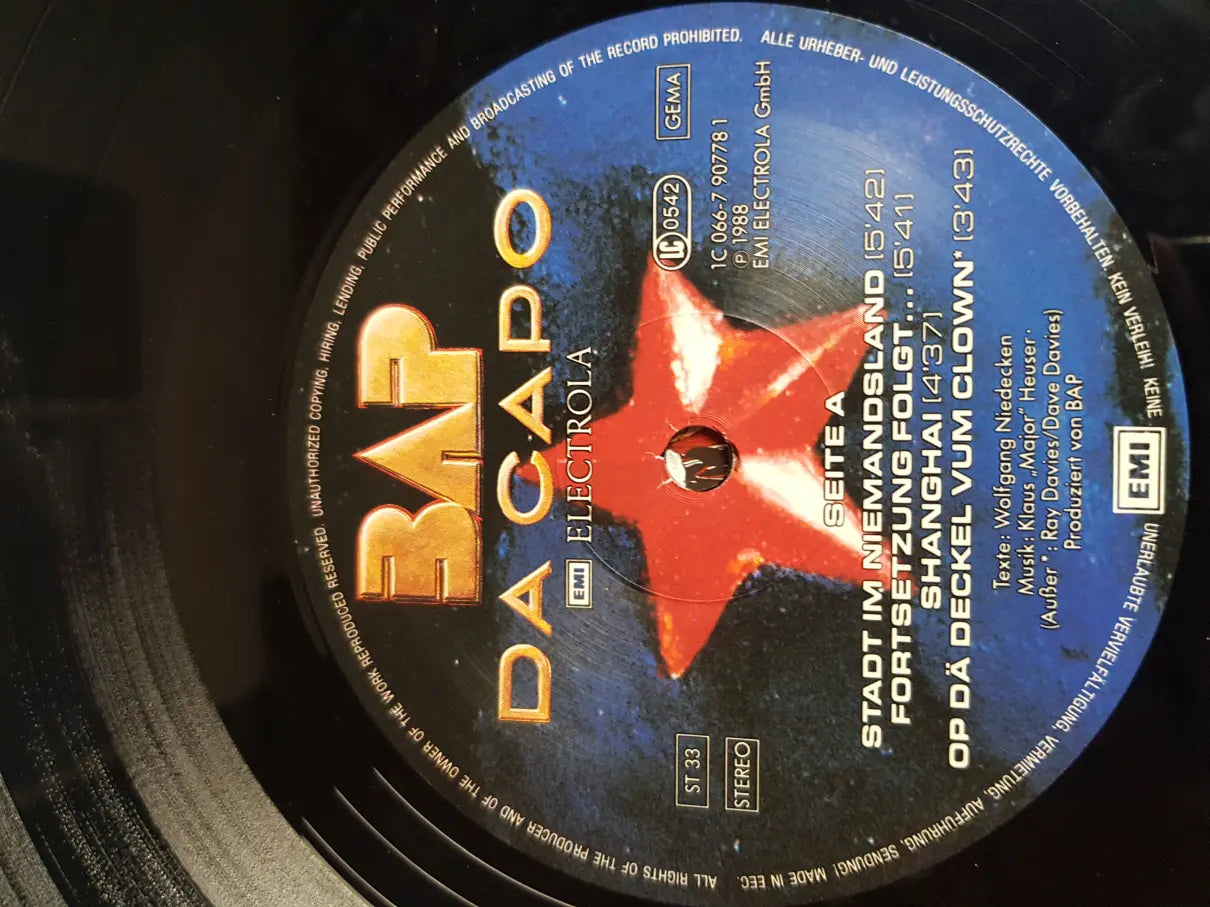 BAP
DA CAPO
EMI ELECTROLA
ST 33
STEREO
LC 0542
GEMA
1C 066-7 90778 1
Ⓟ 1988
EMI ELECTROLA GmbH
SEITE A
STADT IM NIEMANDSLAND (5'42)
FORTSETZUNG FOLGT.... (5'41)
SHANGHAI (4'37)
OP DÄ DECKEL VUM CLOWN* (3'43)
Texte: Wolfgang Niedecken
Musik: Klaus „Major“ Heuser
(Außer *: Ray Davies/Dave Davies)
Produziert von BAP
EMI
ALL RIGHTS OF THE PRODUCER AND OF THE OWNER OF THE WORK REPRODUCED RESERVED. UNAUTHORIZED COPYING, HIRING, LENDING, PUBLIC PERFORMANCE AND BROADCASTING OF THE RECORD PROHIBITED. ALLE URHEBER- UND LEISTUNGSSCHUTZRECHTE VORBEHALTEN. KEIN VERLEIH! KEINE UNERLAUBTE VERVIELFÄLTIGUNG, VERMIETUNG, AUFFÜHRUNG, SENDUNG! MADE IN EEC.